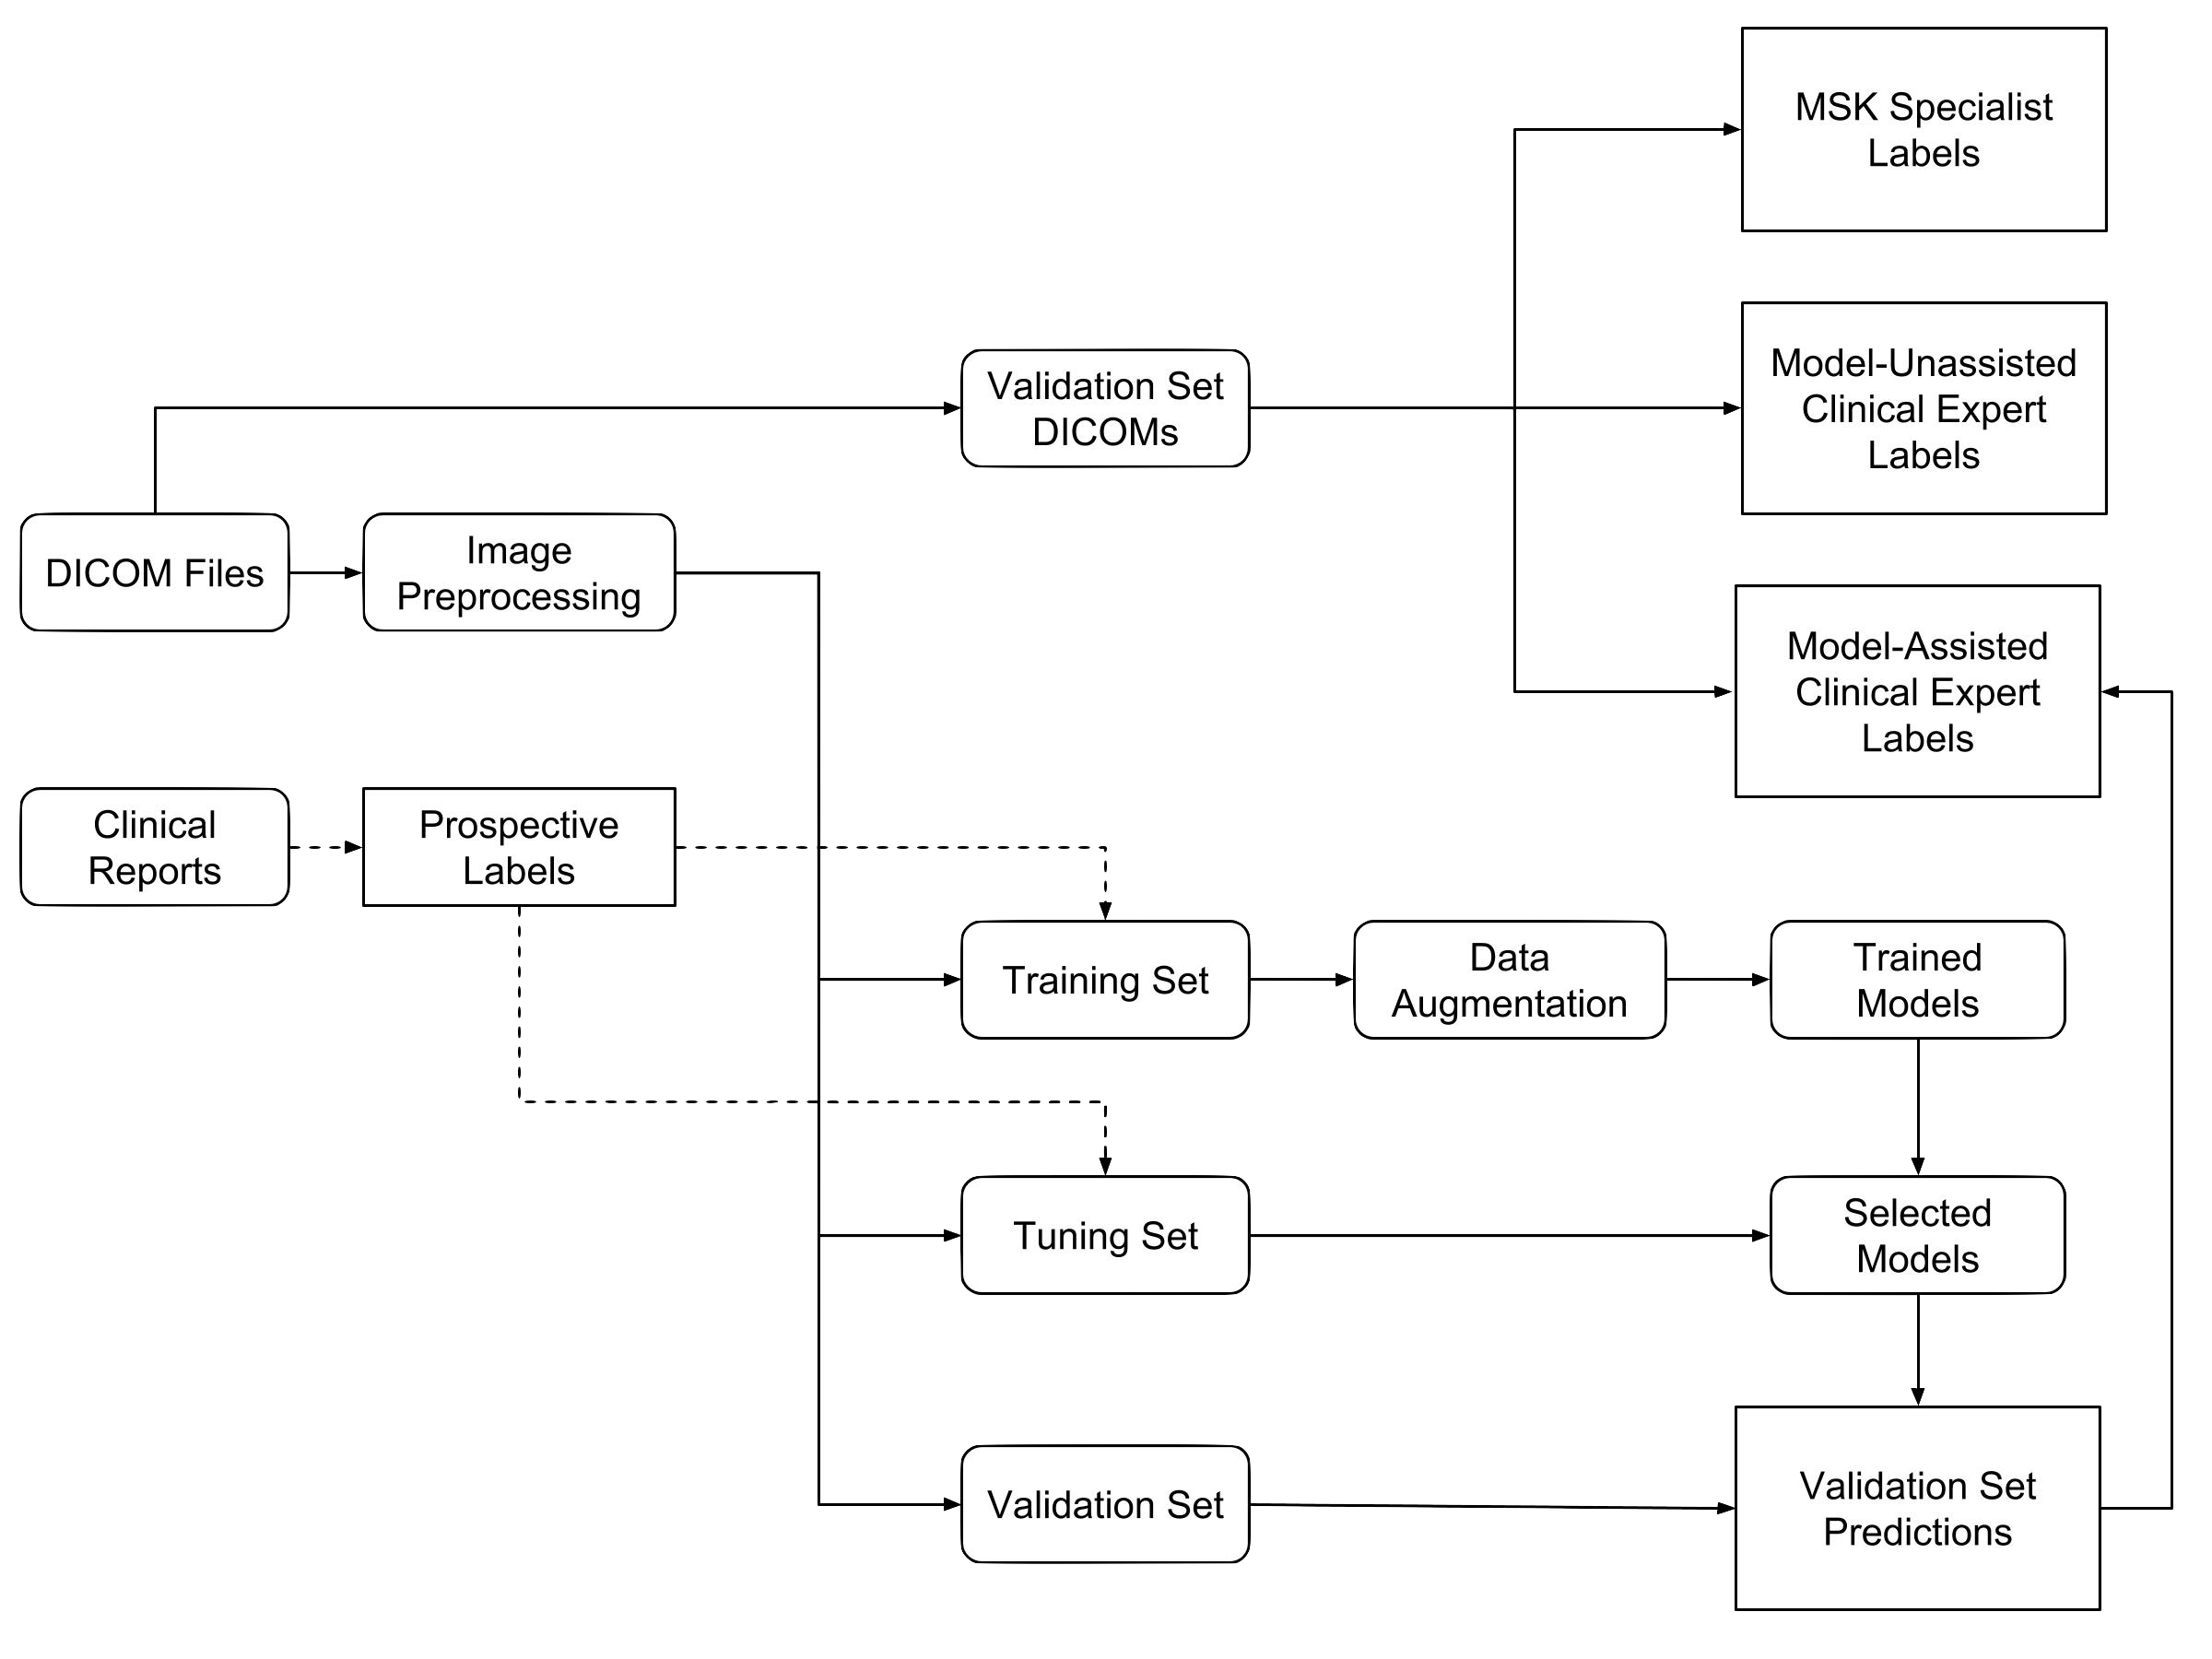 MSK Specialist
Labels
Model-Unassisted
Clinical Expert
Labels
Validation Set
DICOMs
DICOM Files
Image
Preprocessing
Model-Assisted
Clinical Expert
Labels
Clinical
Reports
Prospective
Labels
Training Set
Data
Augmentation
Trained
Models
Tuning Set
Selected
Models
Validation Set
Validation Set
Predictions